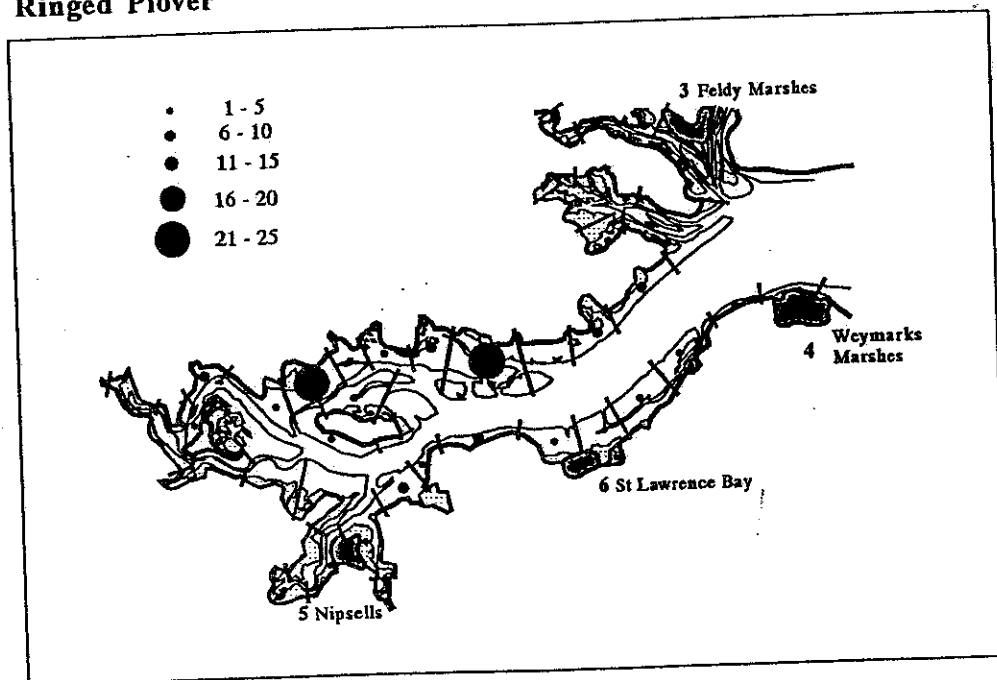 Ringed Plover
1 - 5
6 - 10
11 - 15
16 - 20
21 - 25
3 Feldy Marshes
4 Weymarks
Marshes
6 St Lawrence Bay
5 Nipsells